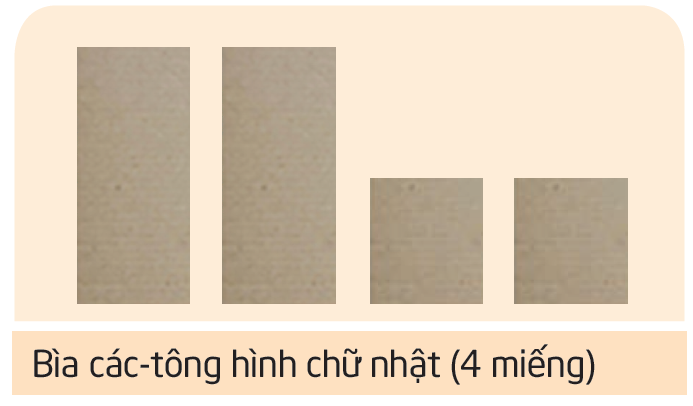 Bìa các-tông hình chữ nhật (4 miếng)